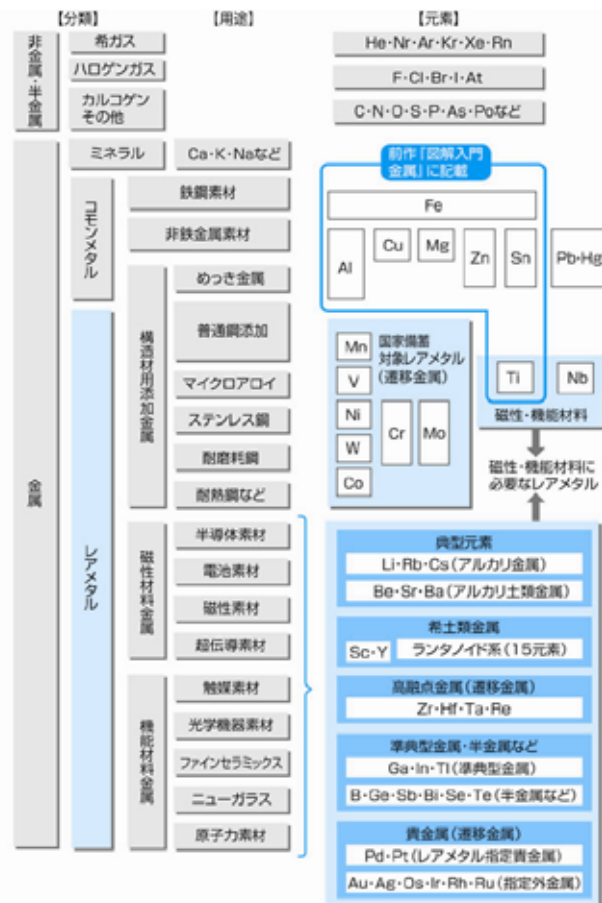 【分類】
【用途】
【元素】
非金属・半金属
希ガス
He・Nr・Ar・Kr・Xe・Rn
ハロゲンガス
F・Cl・Br・I・At
カルコゲン
その他
C・N・O・S・P・As・Poなど
金属
ミネラル
Ca・K・Naなど
前作「図解入門
金属」に記載
コモンメタル
鉄鋼素材
Fe
非鉄金属素材
Al
Cu
Mg
Zn
Sn
Pb・Hg
構造材用添加金属
めっき金属
普通鋼添加
マイクロアロイ
ステンレス鋼
耐磨耗鋼
耐熱鋼など
Mn
V
Ni
W
Co
国家備蓄
対象レアメタル
(遷移金属)
Cr
Mo
Ti
Nb
磁性・機能材料
磁性・機能材料に
必要なレアメタル
レアメタル
磁性材料金属
半導体素材
電池素材
磁性素材
超伝導素材
機能材料金属
触媒素材
光学機器素材
ファインセラミックス
ニューガラス
原子力素材
典型元素
Li・Rb・Cs(アルカリ金属)
Be・Sr・Ba(アルカリ土類金属)
希土類金属
Sc・Y
ランタノイド系(15元素)
高融点金属(遷移金属)
Zr・Hf・Ta・Re
準典型金属・半金属など
Ga・In・Tl(準典型金属)
B・Ge・Sb・Bi・Se・Te(半金属など)
貴金属(遷移金属)
Pd・Pt(レアメタル指定貴金属)
Au・Ag・Os・Ir・Rh・Ru(指定外金属)